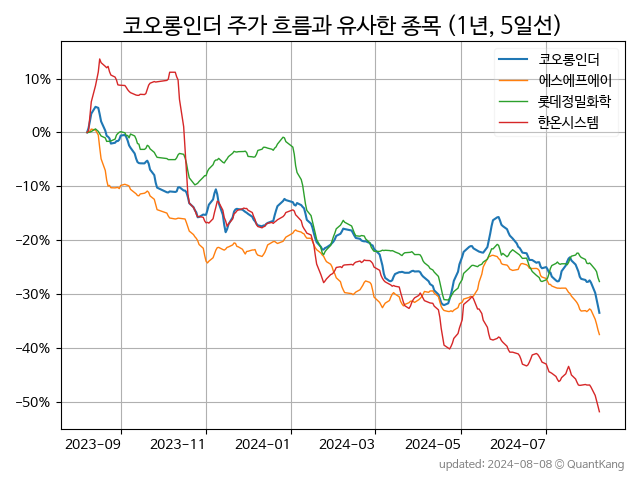 코오롱인더 주가 흐름과 유사한 종목 (1년, 5일선)
코오롱인더
에스에프에이
롯데정밀화학
한온시스템
10%
0%
−10%
−20%
−30%
−40%
−50%
2023-09 2023-11 2024-01 2024-03 2024-05 2024-07
updated: 2024-08-08 © QuantKang